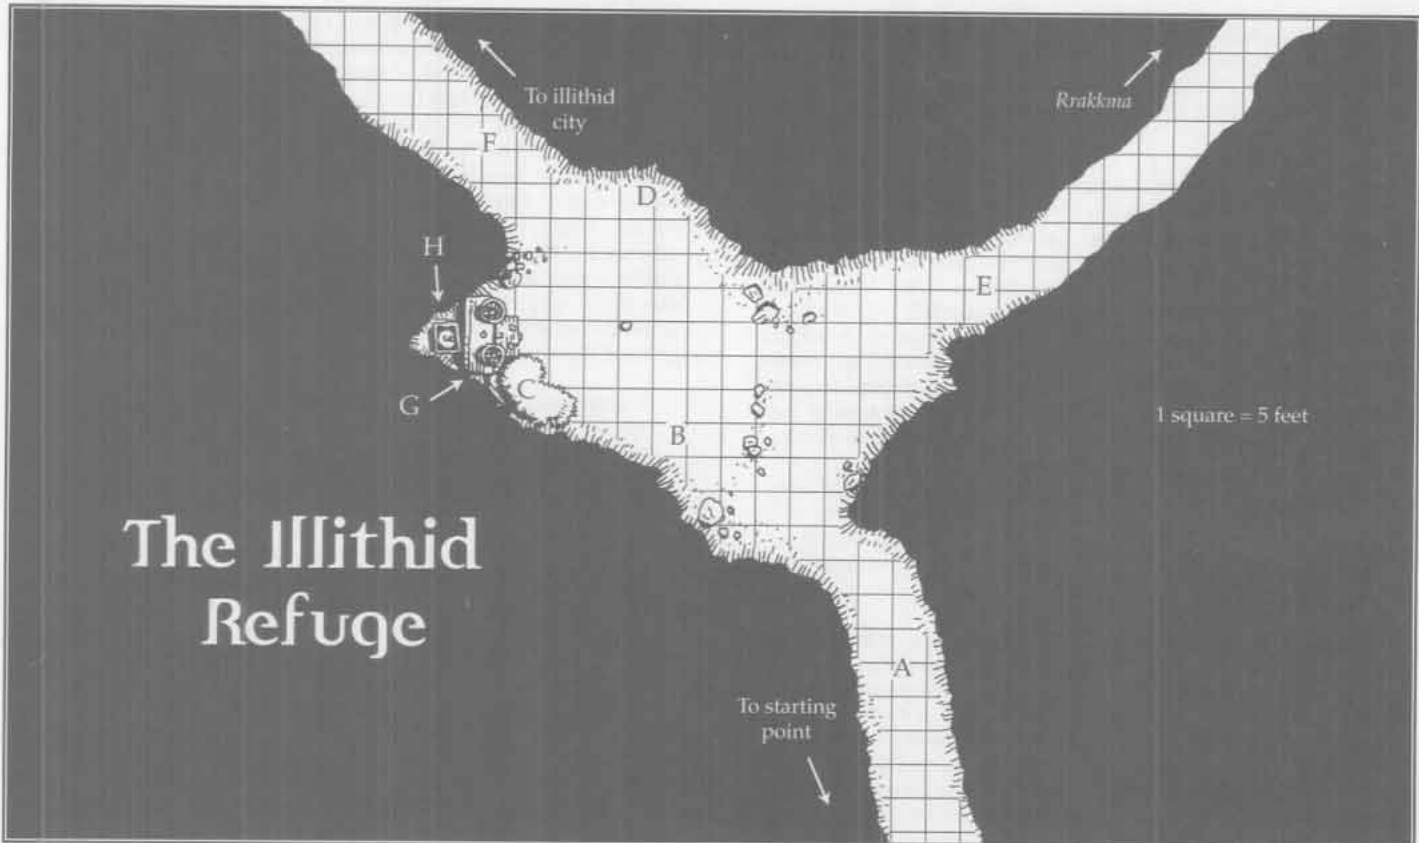 To illithid
city
Rrakkma
F
D
H
E
C
G
B
1 square = 5 feet
The Illithid
Refuge
A
To starting
point